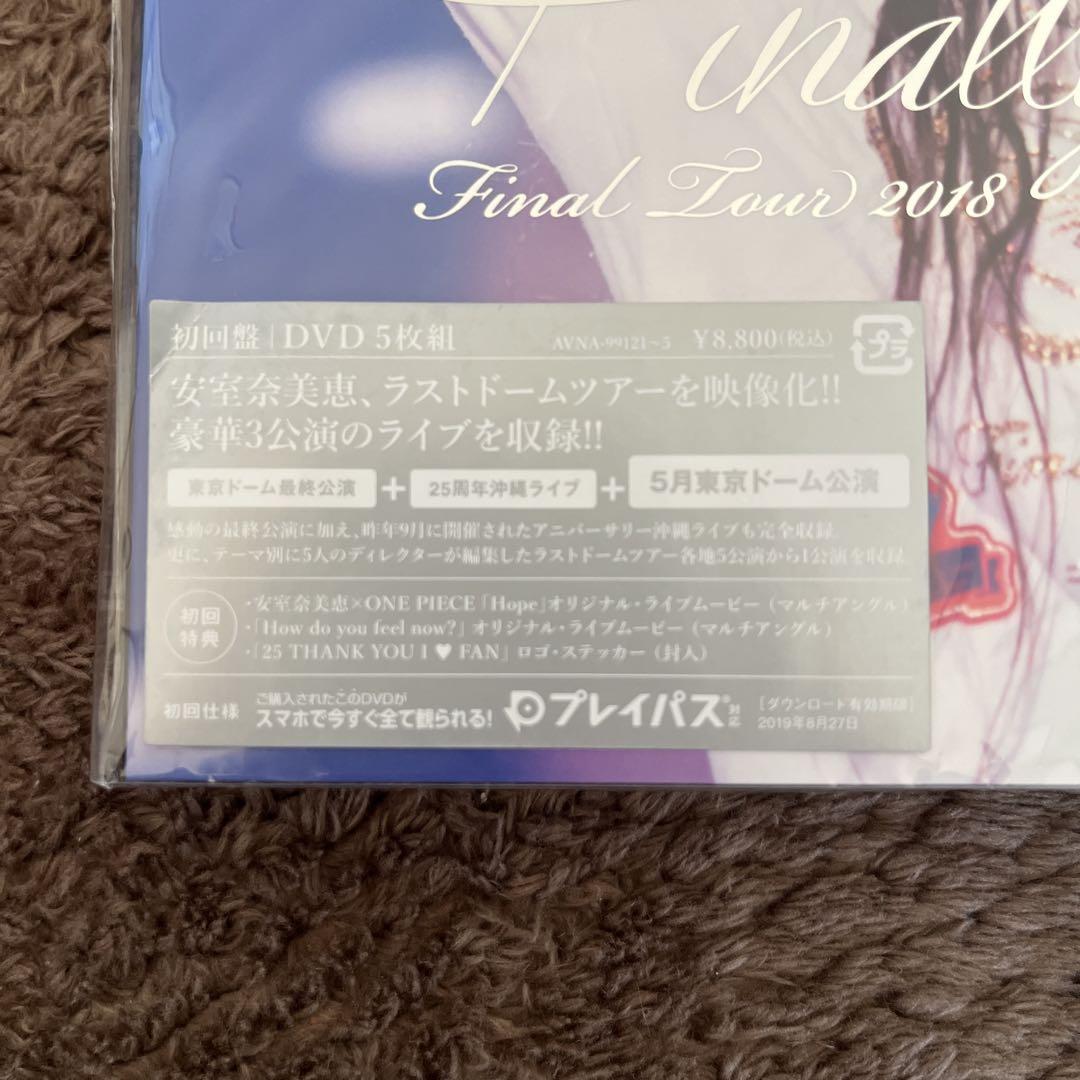 Finally
Final Tour 2018
初回盤 | DVD 5枚組 AVNA-99121~5 ¥8,800(税込) プラ
安室奈美恵、ラストドームツアーを映像化!!
豪華3公演のライブを収録!!
東京ドーム最終公演 + 25周年沖縄ライブ + 5月東京ドーム公演
感動の最終公演に加え、昨年9月に開催されたアニバーサリー沖縄ライブも完全収録。
更に、テーマ別に5人のディレクターが編集したラストドームツアー各地5公演から1公演を収録
初回特典
・安室奈美恵×ONE PIECE「Hope」オリジナル・ライブムービー(マルチアングル)
・「How do you feel now?」オリジナル・ライブムービー(マルチアングル)
・「25 THANK YOU I ♥ FAN」ロゴ・ステッカー(封入)
初回仕様
ご購入されたこのDVDが
スマホで今すぐ全て観られる!
プレイパス®対応
[ダウンロード有効期限]
2019年8月27日